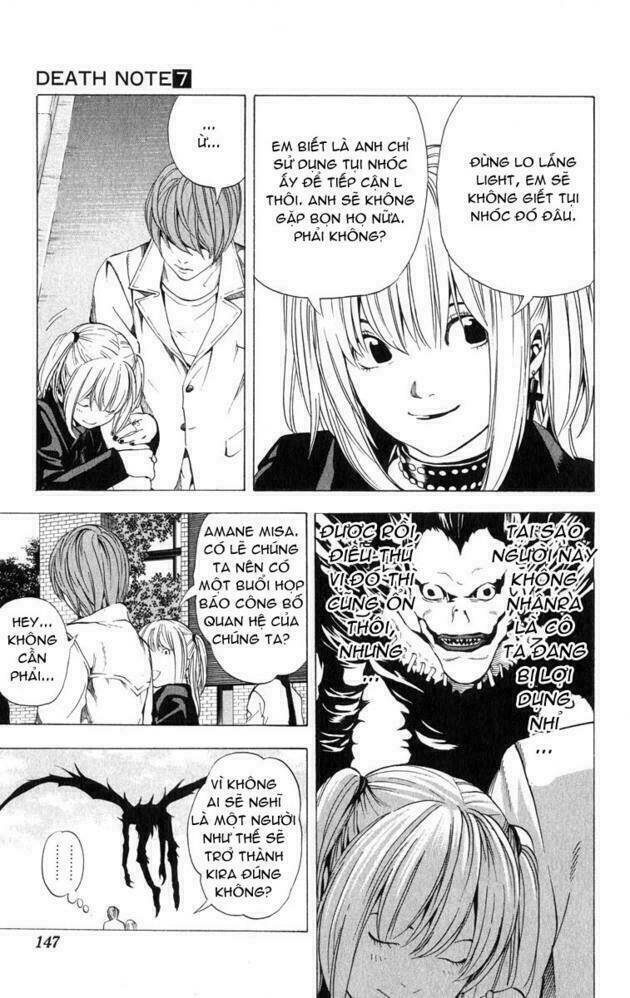 DEATH NOTE 7
ĐỪNG LO LẮNG
LIGHT, EM SẼ
KHÔNG GIẾT TỤI
NHÓC ĐÓ ĐÂU.
EM BIẾT LÀ ANH CHỈ
SỬ DỤNG TỤI NHÓC
ẤY ĐỂ TIẾP CẬN L
THÔI. ANH SẼ KHÔNG
GẶP BỌN HỌ NỮA.
PHẢI KHÔNG?
...
Ừ...
TẠI SAO
NGƯỜI NÀY
KHÔNG
NHẬN RA
LÀ CÔ
TA ĐANG
BỊ LỢI
DỤNG
NHỈ
...
ĐƯỢC RỒI,
ĐIỀU THÚ
VỊ ĐÓ THÌ
CŨNG ỔN
THÔI
NHƯNG
...
AMANE MISA.
CÓ LẼ CHÚNG
TA NÊN CÓ
MỘT BUỔI HỌP
BÁO CÔNG BỐ
QUAN HỆ CỦA
CHÚNG TA?
HEY...
KHÔNG
CẦN
PHẢI...
VÌ KHÔNG
AI SẼ NGHĨ
LÀ MỘT NGƯỜI
NHƯ THẾ SẼ
TRỞ THÀNH
KIRA ĐÚNG
KHÔNG?
......
147